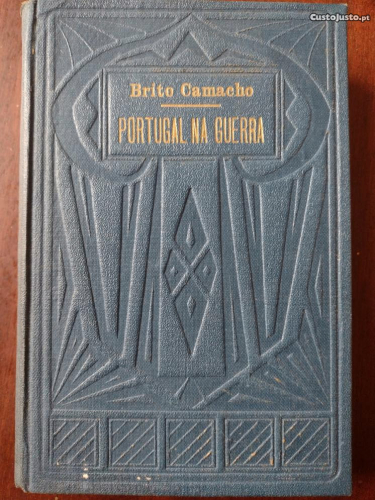 CustoJusto.pt
Brito Camacho
PORTUGAL NA GUERRA